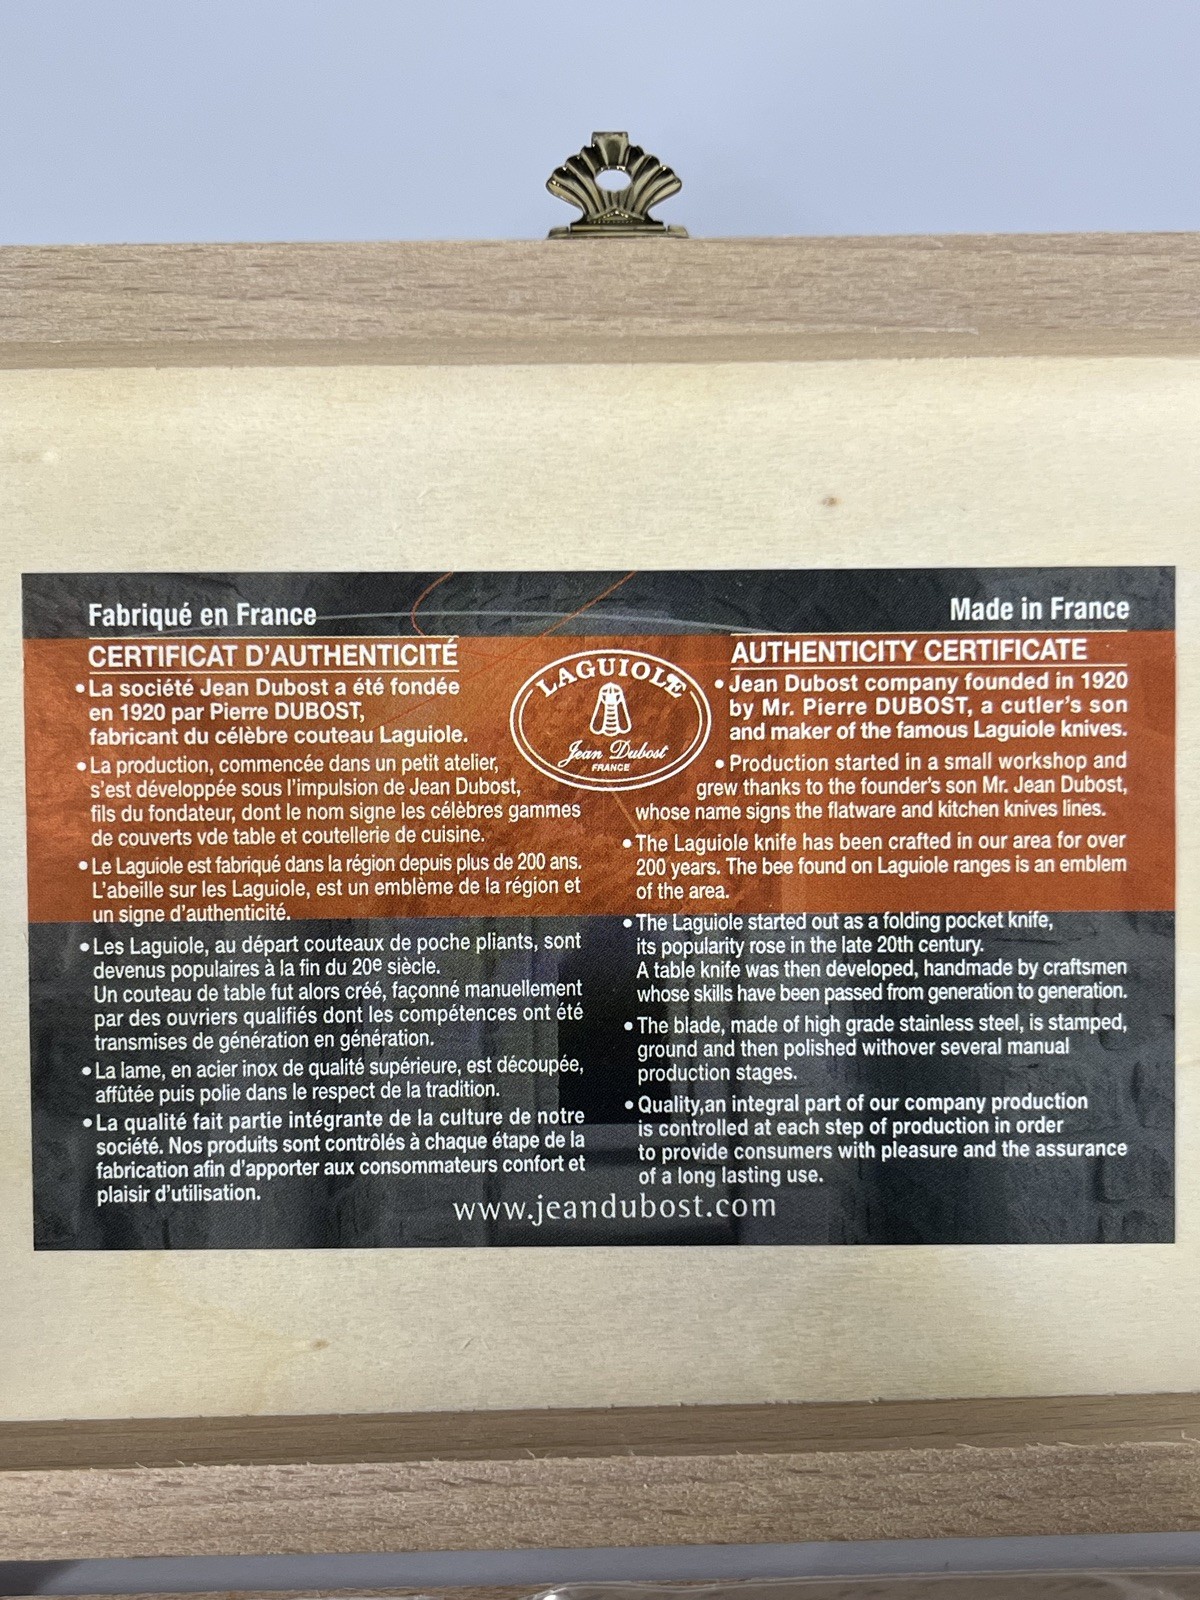 Fabriqué en France
CERTIFICAT D'AUTHENTICITÉ
• La société Jean Dubost a été fondée
en 1920 par Pierre DUBOST,
fabricant du célèbre couteau Laguiole.
• La production, commencée dans un petit atelier,
s'est développée sous l'impulsion de Jean Dubost,
fils du fondateur, dont le nom signe les célèbres gammes
de couverts vde table et coutellerie de cuisine.
• Le Laguiole est fabriqué dans la région depuis plus de 200 ans.
L'abeille sur les Laguiole, est un emblème de la région et
un signe d'authenticité.
• Les Laguiole, au départ couteaux de poche pliants, sont
devenus populaires à la fin du 20e siècle.
Un couteau de table fut alors créé, façonné manuellement
par des ouvriers qualifiés dont les compétences ont été
transmises de génération en génération.
• La lame, en acier inox de qualité supérieure, est découpée,
affûtée puis polie dans le respect de la tradition.
• La qualité fait partie intégrante de la culture de notre
société. Nos produits sont contrôlés à chaque étape de la
fabrication afin d'apporter aux consommateurs confort et
plaisir d'utilisation.
LAGUIOLE
Jean Dubost
FRANCE
Made in France
AUTHENTICITY CERTIFICATE
• Jean Dubost company founded in 1920
by Mr. Pierre DUBOST, a cutler's son
and maker of the famous Laguiole knives.
• Production started in a small workshop and
grew thanks to the founder's son Mr. Jean Dubost,
whose name signs the flatware and kitchen knives lines.
• The Laguiole knife has been crafted in our area for over
200 years. The bee found on Laguiole ranges is an emblem
of the area.
• The Laguiole started out as a folding pocket knife,
its popularity rose in the late 20th century.
A table knife was then developed, handmade by craftsmen
whose skills have been passed from generation to generation.
• The blade, made of high grade stainless steel, is stamped,
ground and then polished withover several manual
production stages.
• Quality,an integral part of our company production
is controlled at each step of production in order
to provide consumers with pleasure and the assurance
of a long lasting use.
www.jeandubost.com